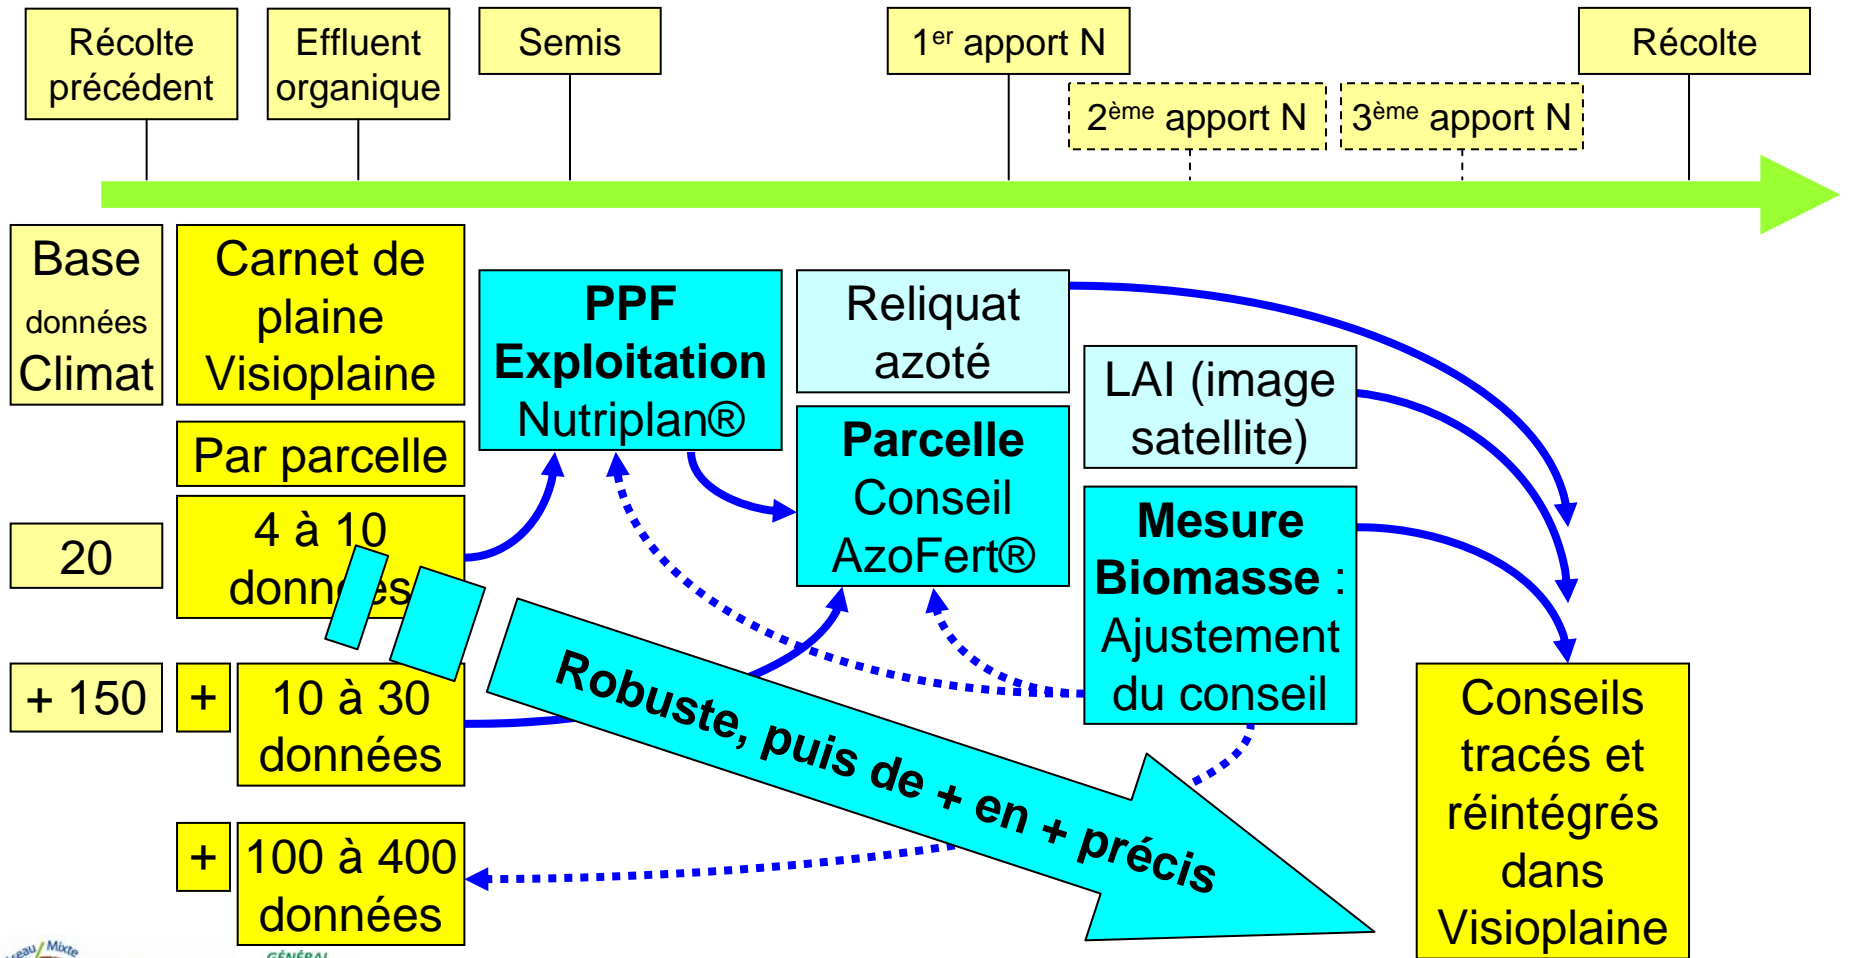 Récolte
précédent
Effluent
organique
Semis
1er apport N
2ème apport N
3ème apport N
Récolte
Base
données
Climat
Carnet de
plaine
Visioplaine
PPF
Exploitation
Nutriplan®
Reliquat
azoté
LAI (image
satellite)
Par parcelle
Parcelle
Conseil
AzoFert®
20
4 à 10
données
Mesure
Biomasse :
Ajustement
du conseil
+ 150
+
10 à 30
données
Robuste, puis de + en + précis
Conseils
tracés et
réintégrés
dans
Visioplaine
+
100 à 400
données
Mixte
GÉNÉRAL